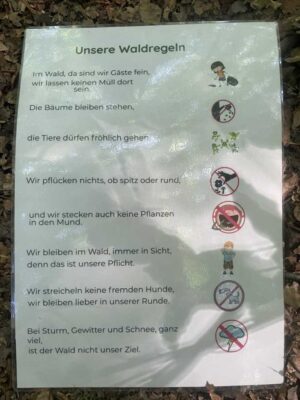 Unsere Waldregeln
Im Wald, da sind wir Gäste fein,
wir lassen keinen Müll dort
sein.
Die Bäume bleiben stehen,
die Tiere dürfen fröhlich gehen.
Wir pflücken nichts, ob spitz oder rund,
und wir stecken auch keine Pflanzen
in den Mund.
Wir bleiben im Wald, immer in Sicht,
denn das ist unsere Pflicht.
Wir streicheln keine fremden Hunde,
wir bleiben lieber in unserer Runde.
Bei Sturm, Gewitter und Schnee, ganz
viel,
ist der Wald nicht unser Ziel.